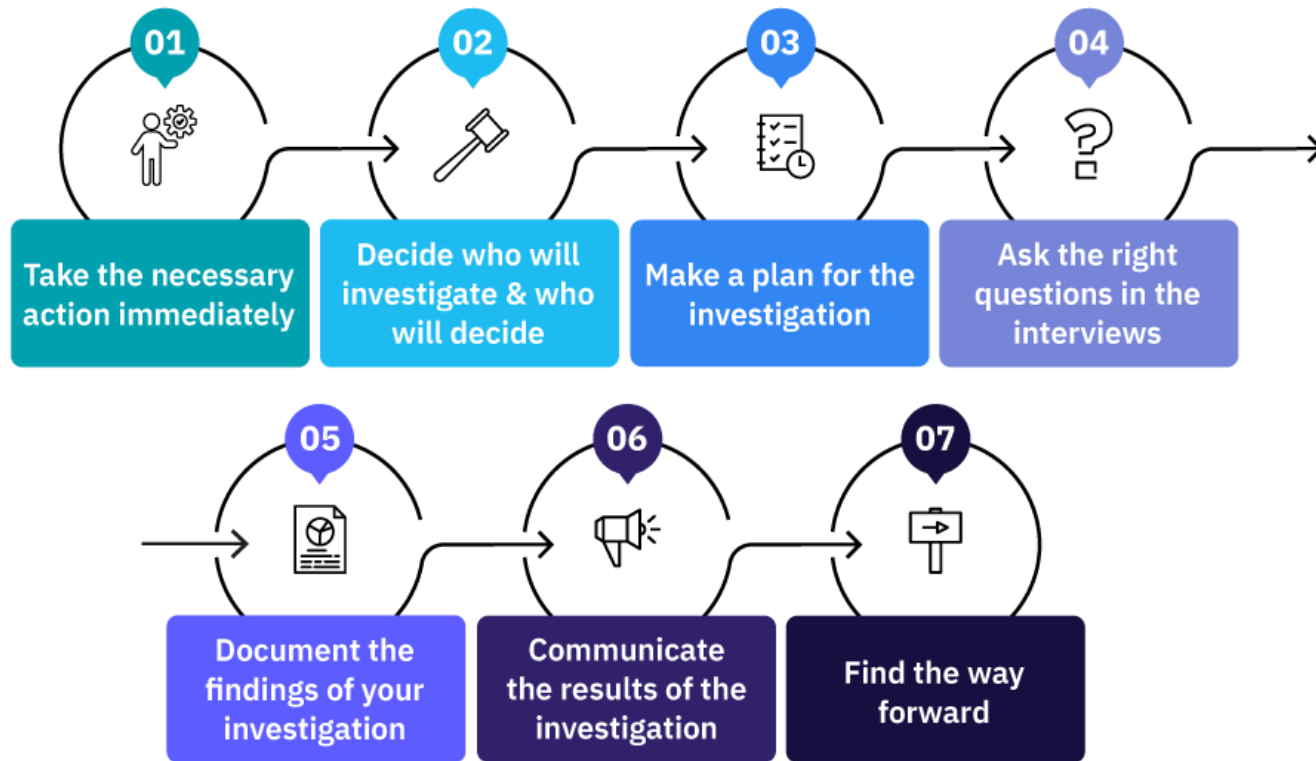 01
Take the necessary
action immediately
02
Decide who will
investigate & who
will decide
03
Make a plan for the
investigation
04
Ask the right
questions in the
interviews
05
Document the
findings of your
investigation
06
Communicate
the results of the
investigation
07
Find the way
forward